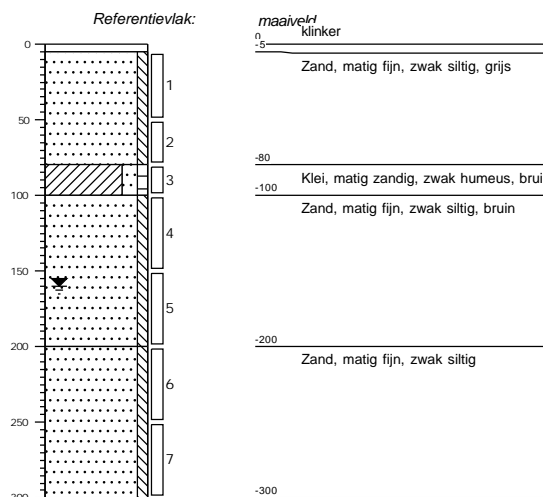 Referentievlak: maaiveld
0 0 klinker
-5
Zand, matig fijn, zwak siltig, grijs
1
50
2
-80
3 Klei, matig zandig, zwak humeus, brui
100 -100
Zand, matig fijn, zwak siltig, bruin
4
150
5
200 -200
Zand, matig fijn, zwak siltig
6
250
7
300 -300